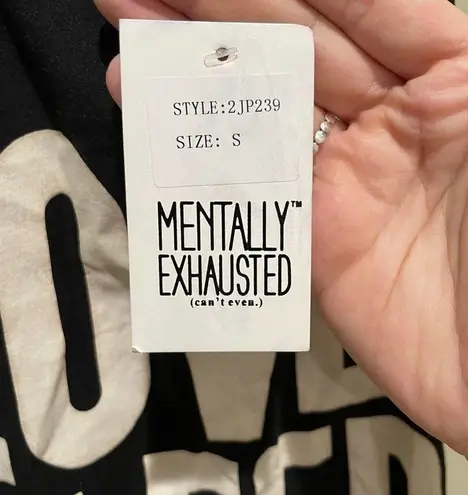 STYLE:2JP239
SIZE: S
MENTALLY™
EXHAUSTED
(can't even.)